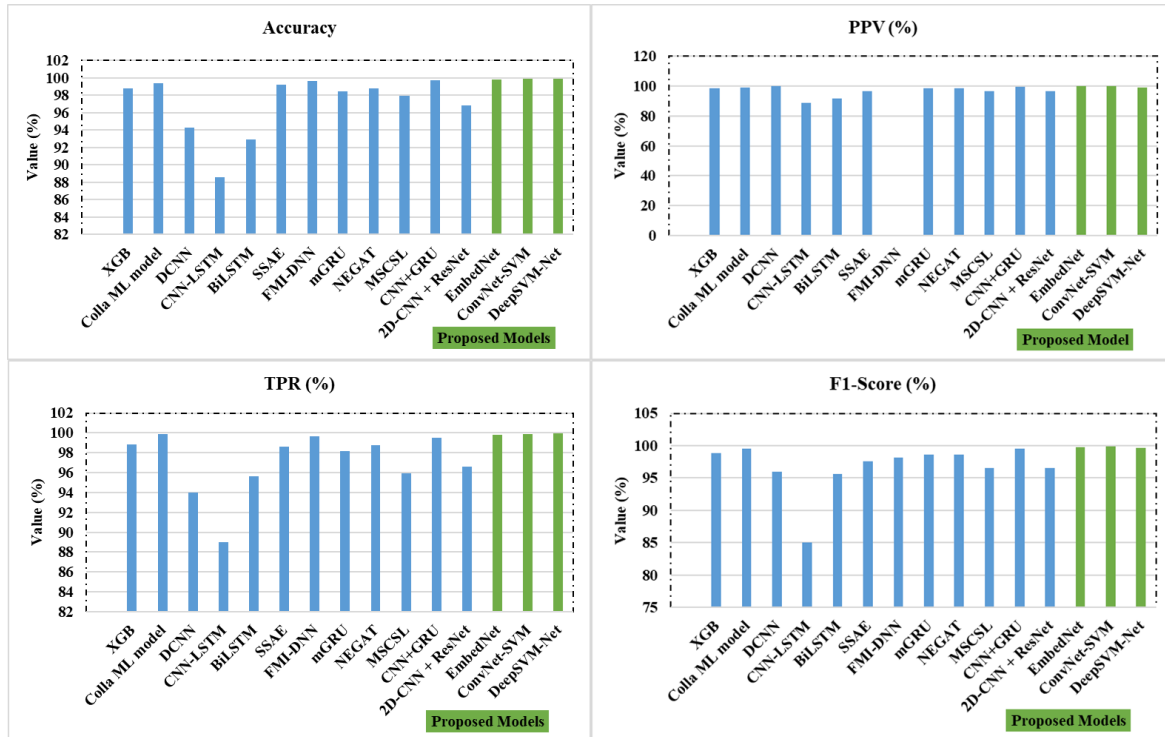 Accuracy
Value (%)
102
100
98
96
94
92
90
88
86
84
82
XGB
Colla ML model
DCNN
CNN-LSTM
BiLSTM
SSAE
FMI-DNN
mGRU
NEGAT
MSCSL
CNN+GRU
2D-CNN + ResNet
EmbedNet
ConvNet-SVM
DeepSVM-Net
Proposed Models
PPV (%)
Value (%)
120
100
80
60
40
20
0
XGB
Colla ML model
DCNN
CNN-LSTM
BiLSTM
SSAE
FMI-DNN
mGRU
NEGAT
MSCSL
CNN+GRU
2D-CNN + ResNet
EmbedNet
ConvNet-SVM
DeepSVM-Net
Proposed Model
TPR (%)
Value (%)
102
100
98
96
94
92
90
88
86
84
82
XGB
Colla ML model
DCNN
CNN-LSTM
BiLSTM
SSAE
FMI-DNN
mGRU
NEGAT
MSCSL
CNN+GRU
2D-CNN + ResNet
EmbedNet
ConvNet-SVM
DeepSVM-Net
Proposed Models
F1-Score (%)
Value (%)
105
100
95
90
85
80
75
XGB
Colla ML model
DCNN
CNN-LSTM
BiLSTM
SSAE
FMI-DNN
mGRU
NEGAT
MSCSL
CNN+GRU
2D-CNN + ResNet
EmbedNet
ConvNet-SVM
DeepSVM-Net
Proposed Models